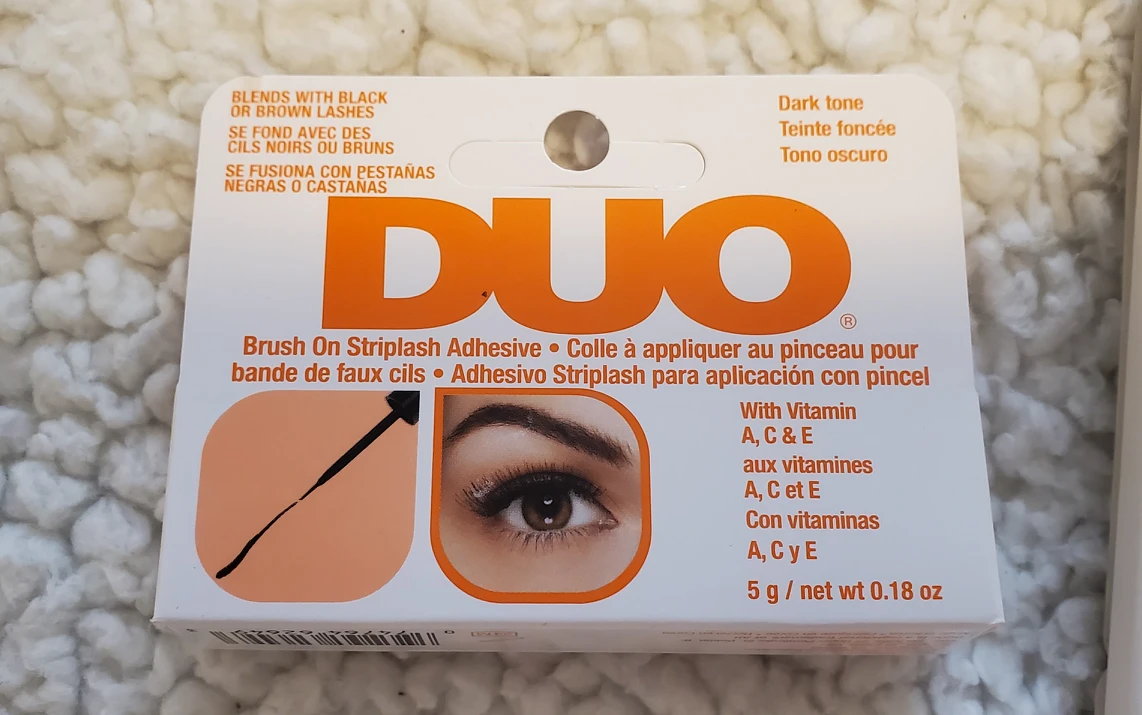 BLENDS WITH BLACK
OR BROWN LASHES
SE FOND AVEC DES
CILS NOIRS OU BRUNS
SE FUSIONA CON PESTAÑAS
NEGRAS O CASTAÑAS
Dark tone
Teinte foncée
Tono oscuro
DUO®
Brush On Striplash Adhesive • Colle à appliquer au pinceau pour
bande de faux cils • Adhesivo Striplash para aplicación con pincel
With Vitamin
A, C & E
aux vitamines
A, C et E
Con vitaminas
A, C y E
5 g / net wt 0.18 oz